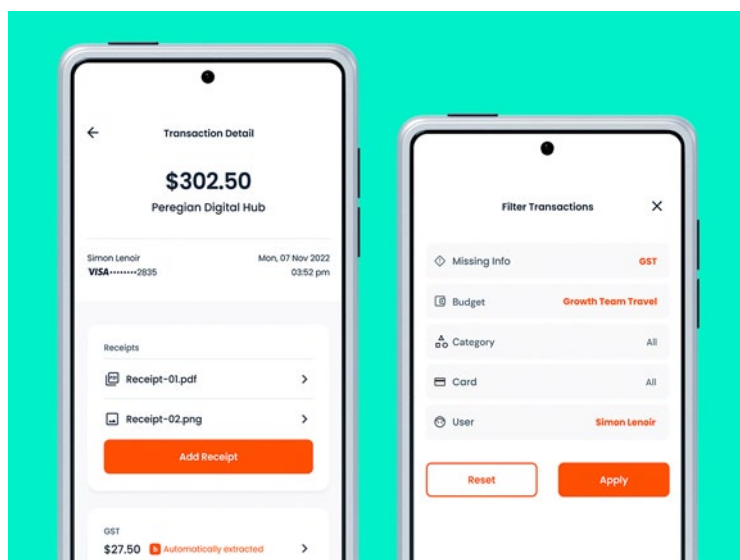 Transaction Detail
$302.50
Peregian Digital Hub
Simon Lenoir
Mon, 07 Nov 2022
VISA ••••••••2835
03:52 pm
Receipts
Receipt-01.pdf
Receipt-02.png
Add Receipt
GST
$27.50
Automatically extracted
Filter Transactions
Missing Info
GST
Budget
Growth Team Travel
Category
All
Card
All
User
Simon Lenoir
Reset
Apply